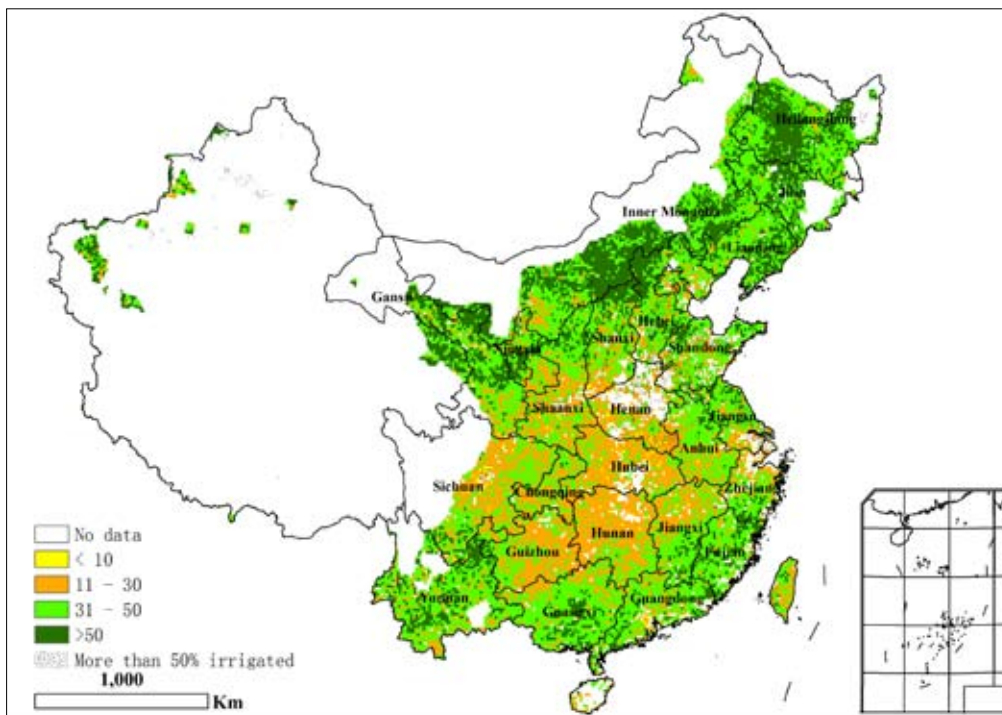 Heilongjiang
Jilin
Inner Mongolia
Liaoning
Gansu
Hebei
Shanxi
Shandong
Ningxia
Shaanxi
Henan
Jiangsu
Anhui
Hubei
Sichuan
Chongqing
Zhejiang
Hunan
Jiangxi
Guizhou
Fujian
Yunnan
Guangxi
Guangdong
No data
< 10
11 - 30
31 - 50
>50
More than 50% irrigated
1,000
Km